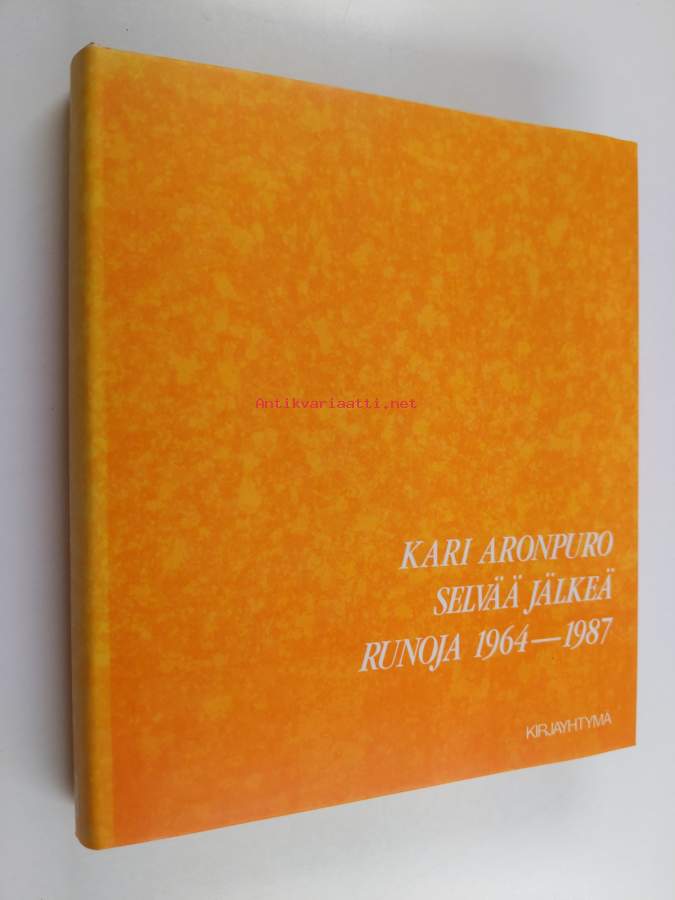 Antikvariaatti.net
KARI ARONPURO
SELVÄÄ JÄLKEÄ
RUNOJA 1964—1987
KIRJAYHTYMÄ